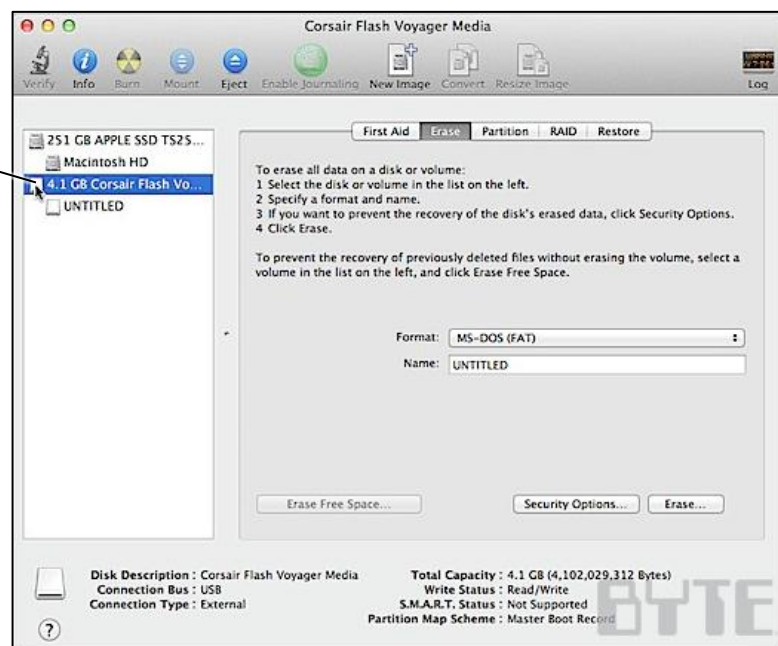 Corsair Flash Voyager Media
Verify Info Burn Mount Eject Enable Journaling New Image Convert Resize Image Log
251 GB APPLE SSD TS25...
Macintosh HD
4.1 GB Corsair Flash Vo...
UNTITLED
First Aid Erase Partition RAID Restore
To erase all data on a disk or volume:
1 Select the disk or volume in the list on the left.
2 Specify a format and name.
3 If you want to prevent the recovery of the disk's erased data, click Security Options.
4 Click Erase.
To prevent the recovery of previously deleted files without erasing the volume, select a
volume in the list on the left, and click Erase Free Space.
Format: MS-DOS (FAT)
Name: UNTITLED
Erase Free Space... Security Options... Erase...
Disk Description : Corsair Flash Voyager Media
Connection Bus : USB
Connection Type : External
Total Capacity : 4.1 GB (4,102,029,312 Bytes)
Write Status : Read/Write
S.M.A.R.T. Status : Not Supported
Partition Map Scheme : Master Boot Record
?
BYTE